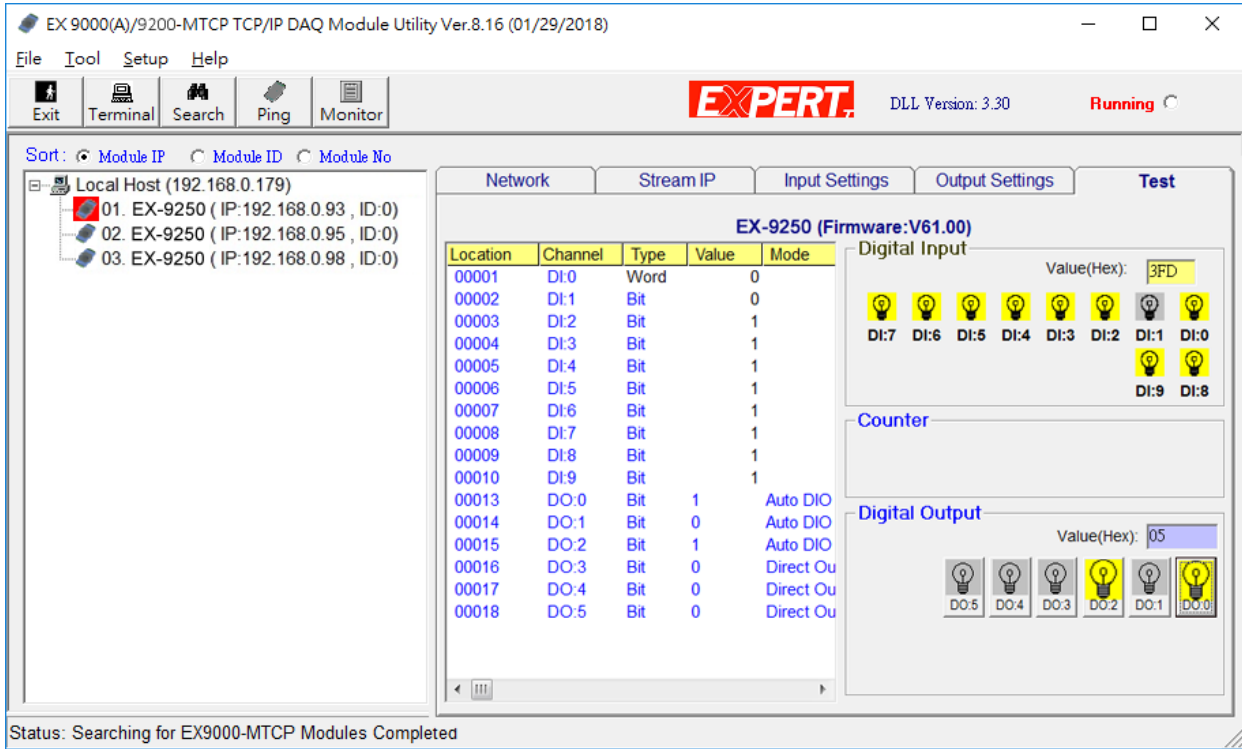 EX 9000(A)/9200-MTCP TCP/IP DAQ Module Utility Ver.8.16 (01/29/2018)
File Tool Setup Help
Exit Terminal Search Ping Monitor
EXPERT
DLL Version: 3.30
Running
Sort: Module IP Module ID Module No
Local Host (192.168.0.179)
01. EX-9250 ( IP:192.168.0.93 , ID:0)
02. EX-9250 ( IP:192.168.0.95 , ID:0)
03. EX-9250 ( IP:192.168.0.98 , ID:0)
Network Stream IP Input Settings Output Settings Test
EX-9250 (Firmware:V61.00)
Location Channel Type Value Mode
00001 DI:0 Word 0
00002 DI:1 Bit 0
00003 DI:2 Bit 1
00004 DI:3 Bit 1
00005 DI:4 Bit 1
00006 DI:5 Bit 1
00007 DI:6 Bit 1
00008 DI:7 Bit 1
00009 DI:8 Bit 1
00010 DI:9 Bit 1
00013 DO:0 Bit 1 Auto DIO
00014 DO:1 Bit 0 Auto DIO
00015 DO:2 Bit 1 Auto DIO
00016 DO:3 Bit 0 Direct Ou
00017 DO:4 Bit 0 Direct Ou
00018 DO:5 Bit 0 Direct Ou
Digital Input
Value(Hex): 3FD
DI:7 DI:6 DI:5 DI:4 DI:3 DI:2 DI:1 DI:0
DI:9 DI:8
Counter
Digital Output
Value(Hex): 05
DO:5 DO:4 DO:3 DO:2 DO:1 DO:0
Status: Searching for EX9000-MTCP Modules Completed